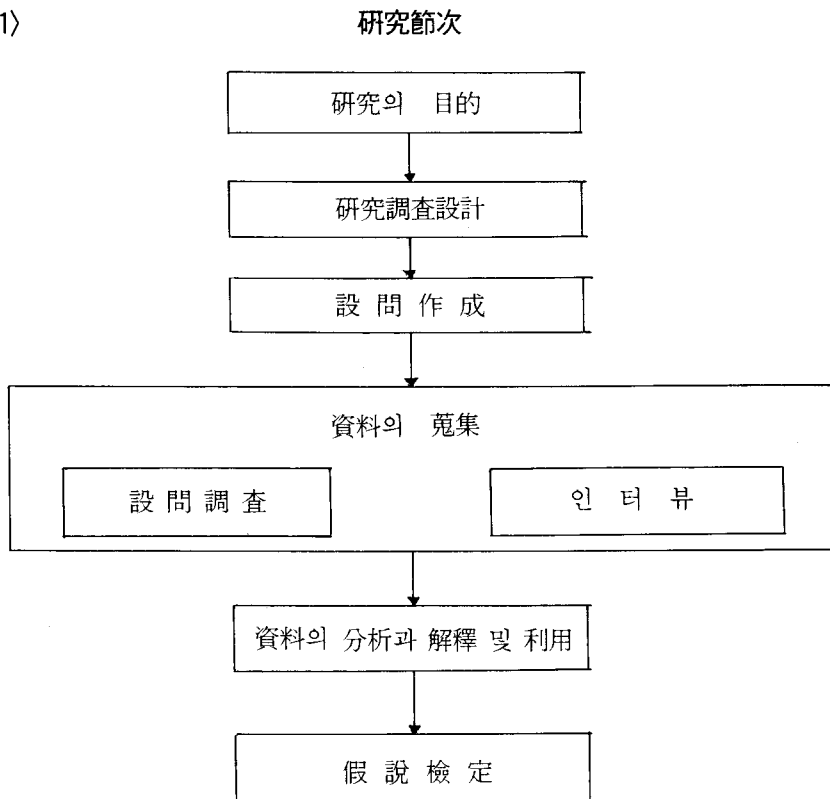 1〉 研究節次
研究의 目的
研究調査設計
設 問 作 成
資料의 蒐集
設 問 調 査
인 터 뷰
資料의 分析과 解釋 및 利用
假 說 檢 定